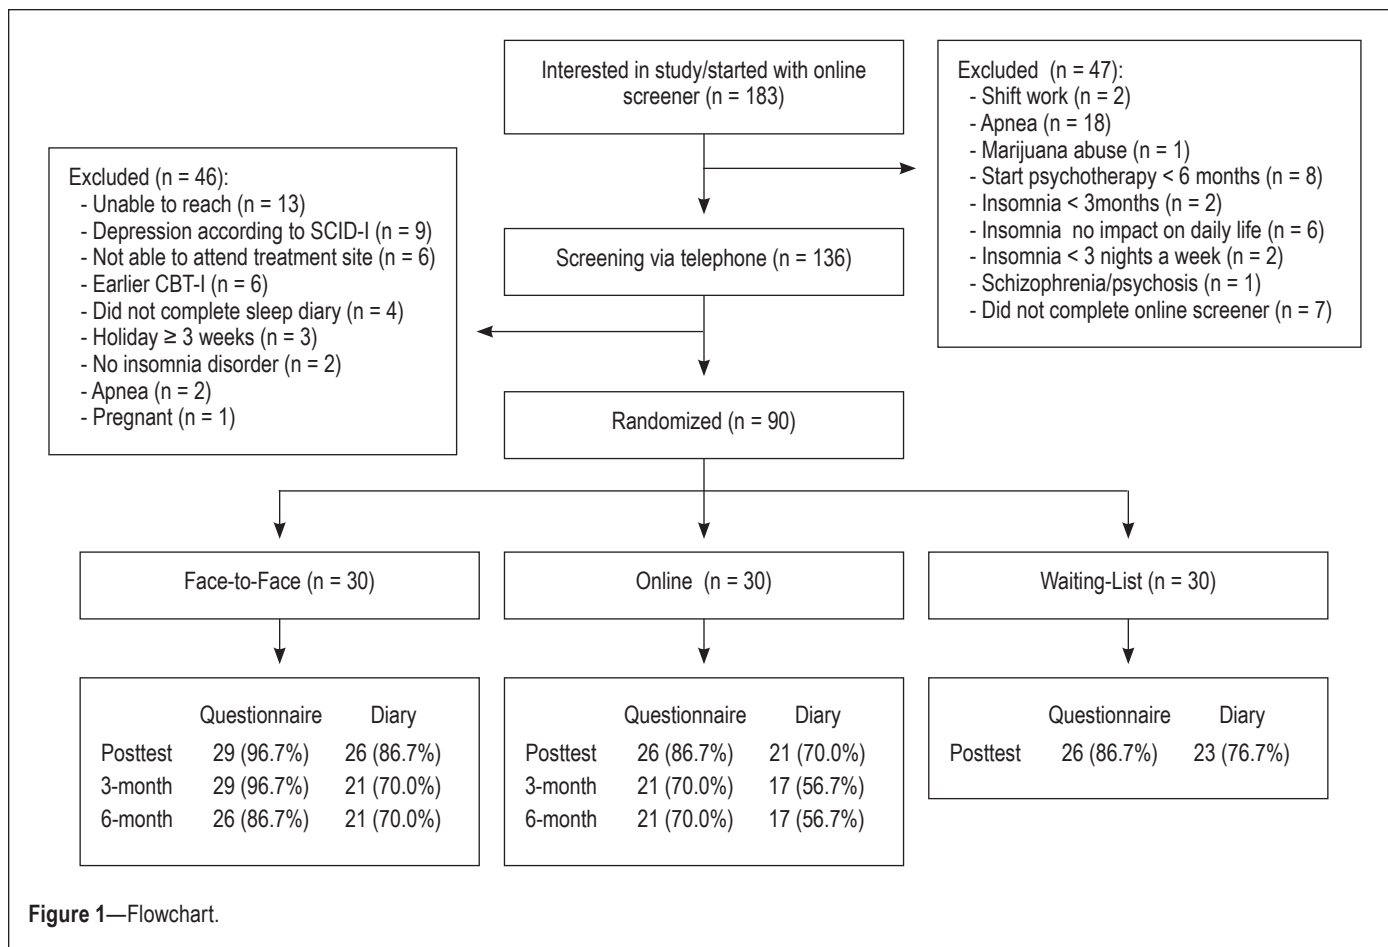 Interested in study/started with online
screener (n = 183)
Excluded (n = 47):
- Shift work (n = 2)
- Apnea (n = 18)
- Marijuana abuse (n = 1)
- Start psychotherapy < 6 months (n = 8)
- Insomnia < 3months (n = 2)
- Insomnia no impact on daily life (n = 6)
- Insomnia < 3 nights a week (n = 2)
- Schizophrenia/psychosis (n = 1)
- Did not complete online screener (n = 7)
Screening via telephone (n = 136)
Excluded (n = 46):
- Unable to reach (n = 13)
- Depression according to SCID-I (n = 9)
- Not able to attend treatment site (n = 6)
- Earlier CBT-I (n = 6)
- Did not complete sleep diary (n = 4)
- Holiday ≥ 3 weeks (n = 3)
- No insomnia disorder (n = 2)
- Apnea (n = 2)
- Pregnant (n = 1)
Randomized (n = 90)
Face-to-Face (n = 30)
Questionnaire Diary
Posttest 29 (96.7%) 26 (86.7%)
3-month 29 (96.7%) 21 (70.0%)
6-month 26 (86.7%) 21 (70.0%)
Online (n = 30)
Questionnaire Diary
Posttest 26 (86.7%) 21 (70.0%)
3-month 21 (70.0%) 17 (56.7%)
6-month 21 (70.0%) 17 (56.7%)
Waiting-List (n = 30)
Questionnaire Diary
Posttest 26 (86.7%) 23 (76.7%)
Figure 1—Flowchart.